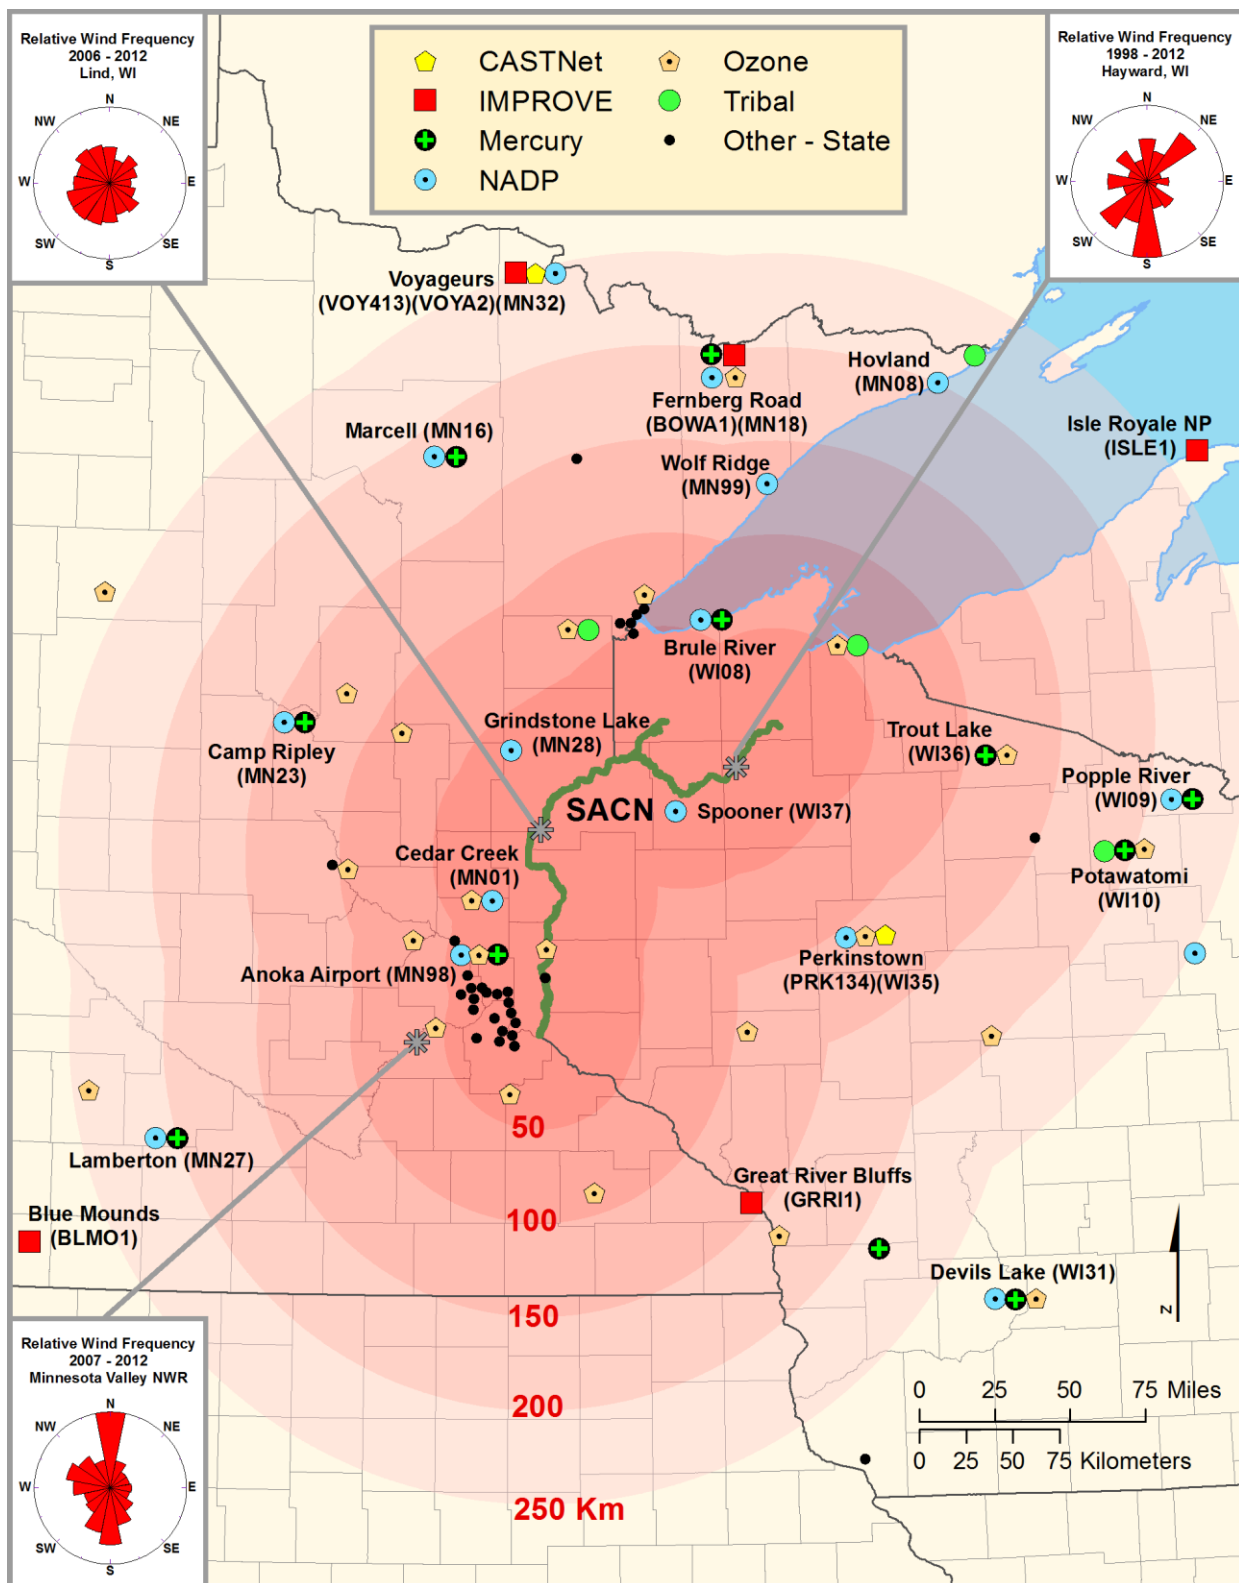 Relative Wind Frequency
2006 - 2012
Lind, WI
N
NW
NE
W
E
SW
SE
S
CASTNet
IMPROVE
Mercury
NADP
Ozone
Tribal
Other - State
Relative Wind Frequency
1998 - 2012
Hayward, WI
N
NW
NE
W
E
SW
SE
S
Voyageurs
(VOY413)(VOYA2)(MN32)
Hovland
(MN08)
Fernberg Road
(BOWA1)(MN18)
Isle Royale NP
(ISLE1)
Marcell (MN16)
Wolf Ridge
(MN99)
Brule River
(WI08)
Grindstone Lake
(MN28)
Camp Ripley
(MN23)
Trout Lake
(WI36)
Popple River
(WI09)
SACN
Spooner (WI37)
Cedar Creek
(MN01)
Potawatomi
(WI10)
Anoka Airport (MN98)
Perkinstown
(PRK134)(WI35)
50
Lamberton (MN27)
Great River Bluffs
(GRRI1)
Blue Mounds
(BLMO1)
100
Devils Lake (WI31)
150
N
Relative Wind Frequency
2007 - 2012
Minnesota Valley NWR
N
NW
NE
W
E
SW
SE
S
200
0 25 50 75 Miles
0 25 50 75 Kilometers
250 Km